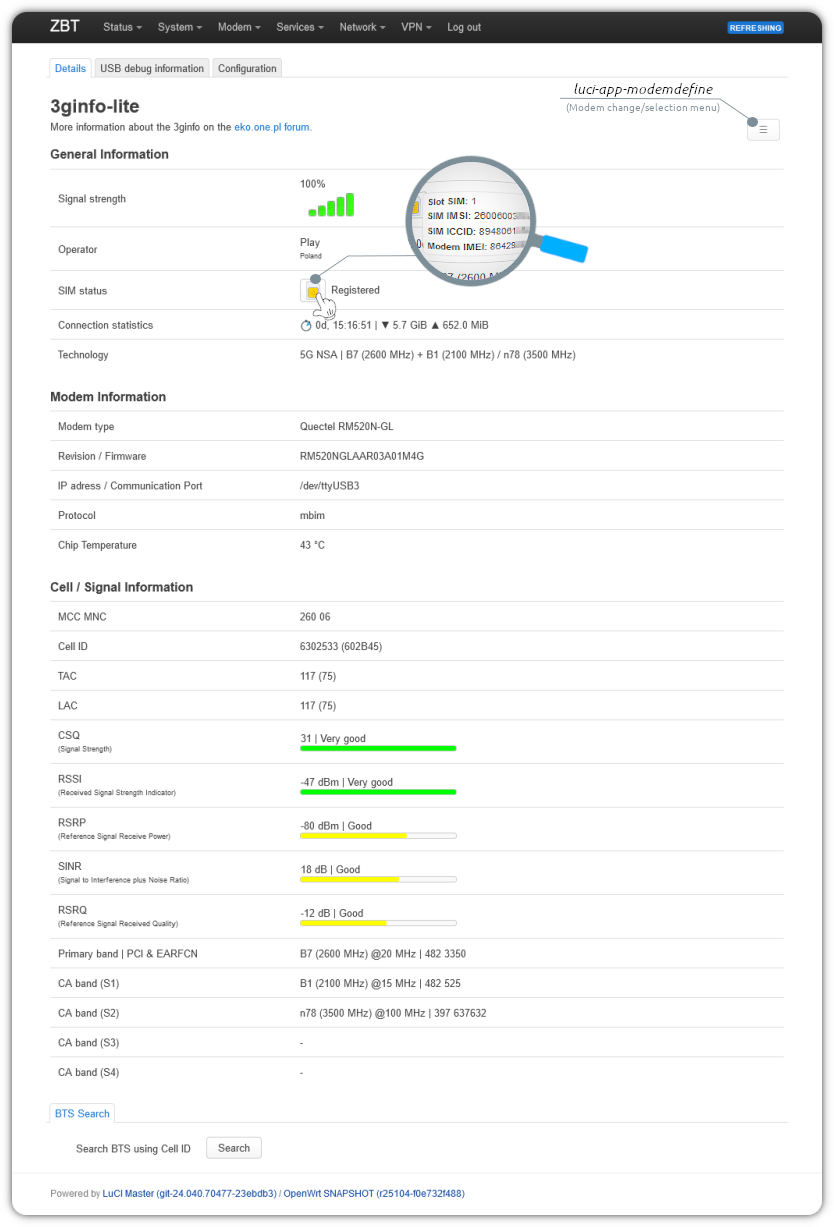 ZBT Status System Modem Services Network VPN Log out REFRESHING
Details USB debug information Configuration
luci-app-modemdefine
(Modem change/selection menu)
3ginfo-lite
More information about the 3ginfo on the eko.one.pl forum.
General Information
Signal strength 100%
Slot SIM: 1
SIM IMSI: 26006003
SIM ICCID: 8948061
Modem IMEI: 86429
(2600 M
Operator Play
Poland
SIM status Registered
Connection statistics 0d, 15:16:51 | ▼ 5.7 GiB ▲ 652.0 MiB
Technology 5G NSA | B7 (2600 MHz) + B1 (2100 MHz) / n78 (3500 MHz)
Modem Information
Modem type Quectel RM520N-GL
Revision / Firmware RM520NGLAAR03A01M4G
IP adress / Communication Port /dev/ttyUSB3
Protocol mbim
Chip Temperature 43 °C
Cell / Signal Information
MCC MNC 260 06
Cell ID 6302533 (602B45)
TAC 117 (75)
LAC 117 (75)
CSQ 31 | Very good
(Signal Strength)
RSSI -47 dBm | Very good
(Received Signal Strength Indicator)
RSRP -80 dBm | Good
(Reference Signal Receive Power)
SINR 18 dB | Good
(Signal to Interference plus Noise Ratio)
RSRQ -12 dB | Good
(Reference Signal Received Quality)
Primary band | PCI & EARFCN B7 (2600 MHz) @20 MHz | 482 3350
CA band (S1) B1 (2100 MHz) @15 MHz | 482 525
CA band (S2) n78 (3500 MHz) @100 MHz | 397 637632
CA band (S3) -
CA band (S4) -
BTS Search
Search BTS using Cell ID Search
Powered by LuCI Master (git-24.040.70477-23ebdb3) / OpenWrt SNAPSHOT (r25104-f0e732f488)